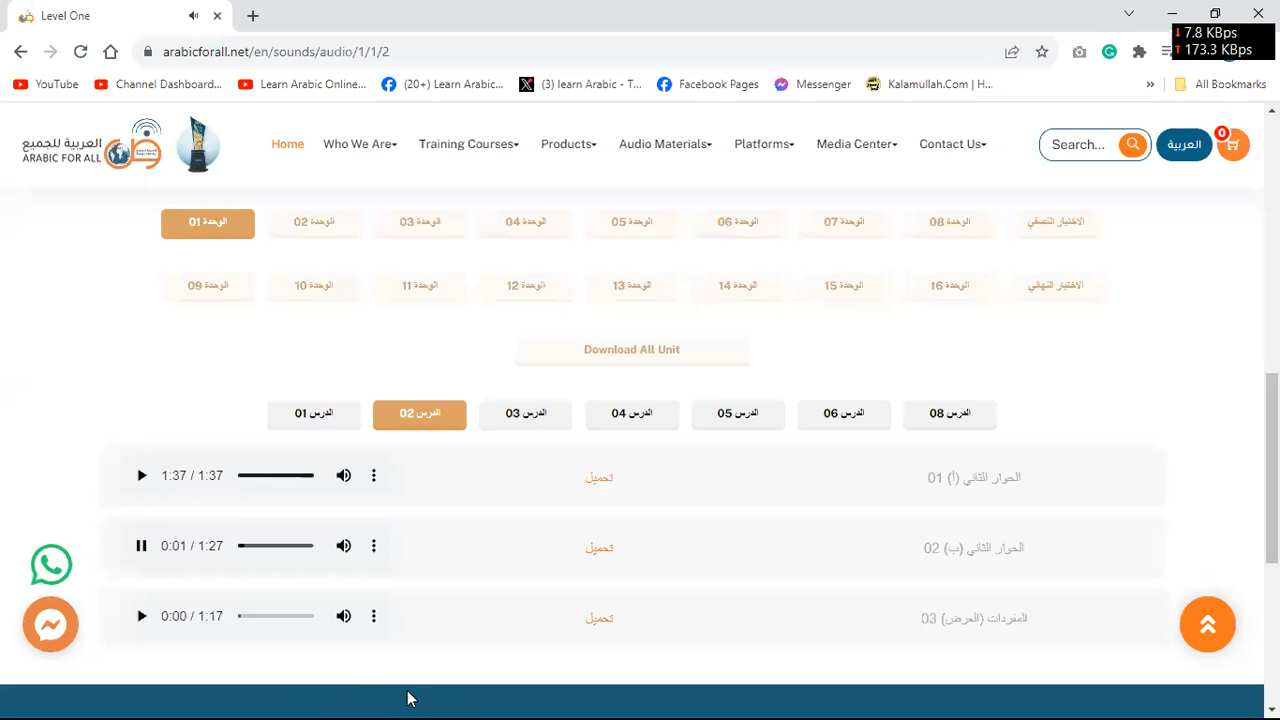 Level One
7.8 KBps
173.3 KBps
arabicforall.net/en/sounds/audio/1/1/2
YouTube
Channel Dashboard...
Learn Arabic Online...
(20+) Learn Arabic...
(3) learn Arabic - T...
Facebook Pages
Messenger
Kalamullah.Com | H...
»
All Bookmarks
العربية للجميع
ARABIC FOR ALL
Home
Who We Are
Training Courses
Products
Audio Materials
Platforms
Media Center
Contact Us
Search...
العربية
0
الوحدة 01
الوحدة 02
الوحدة 03
الوحدة 04
الوحدة 05
الوحدة 06
الوحدة 07
الوحدة 08
الاختبار النصفي
الوحدة 09
الوحدة 10
الوحدة 11
الوحدة 12
الوحدة 13
الوحدة 14
الوحدة 15
الوحدة 16
الاختبار النهائي
Download All Unit
الدرس 01
الدرس 02
الدرس 03
الدرس 04
الدرس 05
الدرس 06
الدرس 08
1:37 / 1:37
تحميل
الحوار الثاني (أ) 01
0:01 / 1:27
تحميل
الحوار الثاني (ب) 02
0:00 / 1:17
تحميل
المفردات (العرض) 03